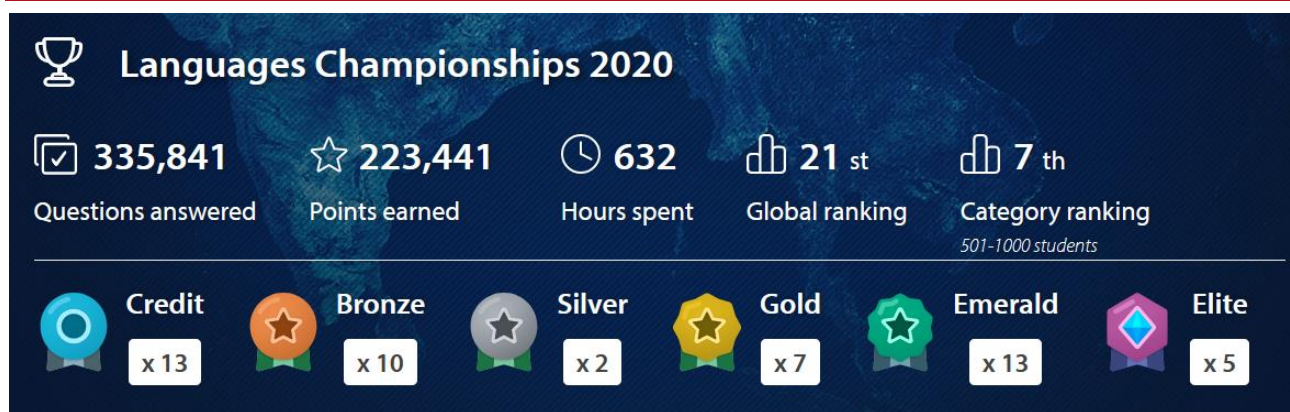 Languages Championships 2020
335,841 223,441 632 21 st 7 th
Questions answered Points earned Hours spent Global ranking Category ranking
501-1000 students
Credit Bronze Silver Gold Emerald Elite
x 13 x 10 x 2 x 7 x 13 x 5